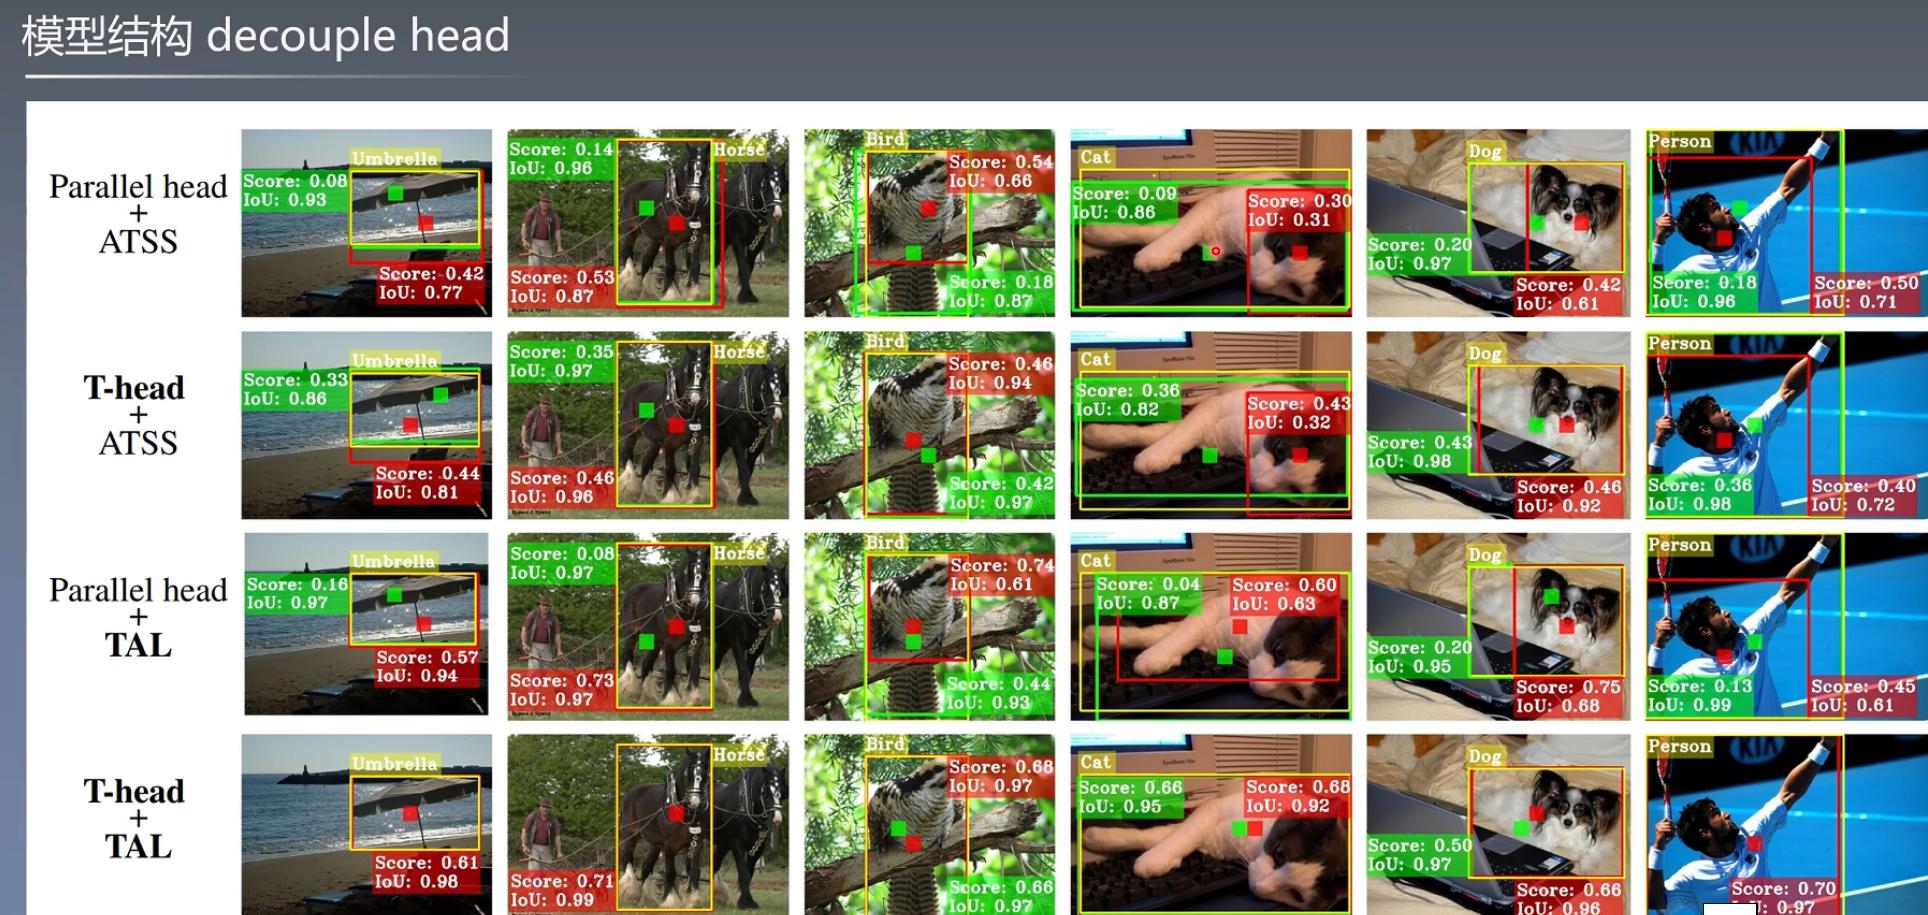 模型结构 decouple head
Parallel head
+
ATSS
Umbrella
Score: 0.08
IoU: 0.93
Score: 0.42
IoU: 0.77
Score: 0.14
IoU: 0.96
Horse
Score: 0.53
IoU: 0.87
Bird
Score: 0.54
IoU: 0.66
Score: 0.18
IoU: 0.87
Cat
Score: 0.09
IoU: 0.86
Score: 0.30
IoU: 0.31
Dog
Score: 0.20
IoU: 0.97
Score: 0.42
IoU: 0.61
Person
Score: 0.18
IoU: 0.96
Score: 0.50
IoU: 0.71
T-head
+
ATSS
Umbrella
Score: 0.33
IoU: 0.86
Score: 0.44
IoU: 0.81
Score: 0.35
IoU: 0.97
Horse
Score: 0.46
IoU: 0.96
Bird
Score: 0.46
IoU: 0.94
Score: 0.42
IoU: 0.97
Cat
Score: 0.36
IoU: 0.82
Score: 0.43
IoU: 0.32
Dog
Score: 0.43
IoU: 0.98
Score: 0.46
IoU: 0.92
Person
KIA
Score: 0.36
IoU: 0.98
Score: 0.40
IoU: 0.72
Parallel head
+
TAL
Umbrella
Score: 0.16
IoU: 0.97
Score: 0.57
IoU: 0.94
Score: 0.08
IoU: 0.97
Horse
Score: 0.73
IoU: 0.97
Bird
Score: 0.74
IoU: 0.61
Score: 0.44
IoU: 0.93
Cat
Score: 0.04
IoU: 0.87
Score: 0.60
IoU: 0.63
Dog
Score: 0.20
IoU: 0.95
Score: 0.75
IoU: 0.68
Person
KIA
Score: 0.13
IoU: 0.99
Score: 0.45
IoU: 0.61
T-head
+
TAL
Umbrella
Score: 0.61
IoU: 0.98
Horse
Score: 0.71
IoU: 0.99
Bird
Score: 0.68
IoU: 0.97
Score: 0.66
IoU: 0.97
Cat
Score: 0.66
IoU: 0.95
Score: 0.68
IoU: 0.92
Dog
Score: 0.50
IoU: 0.97
Score: 0.66
IoU: 0.96
Person
KIA
Score: 0.70
0.97